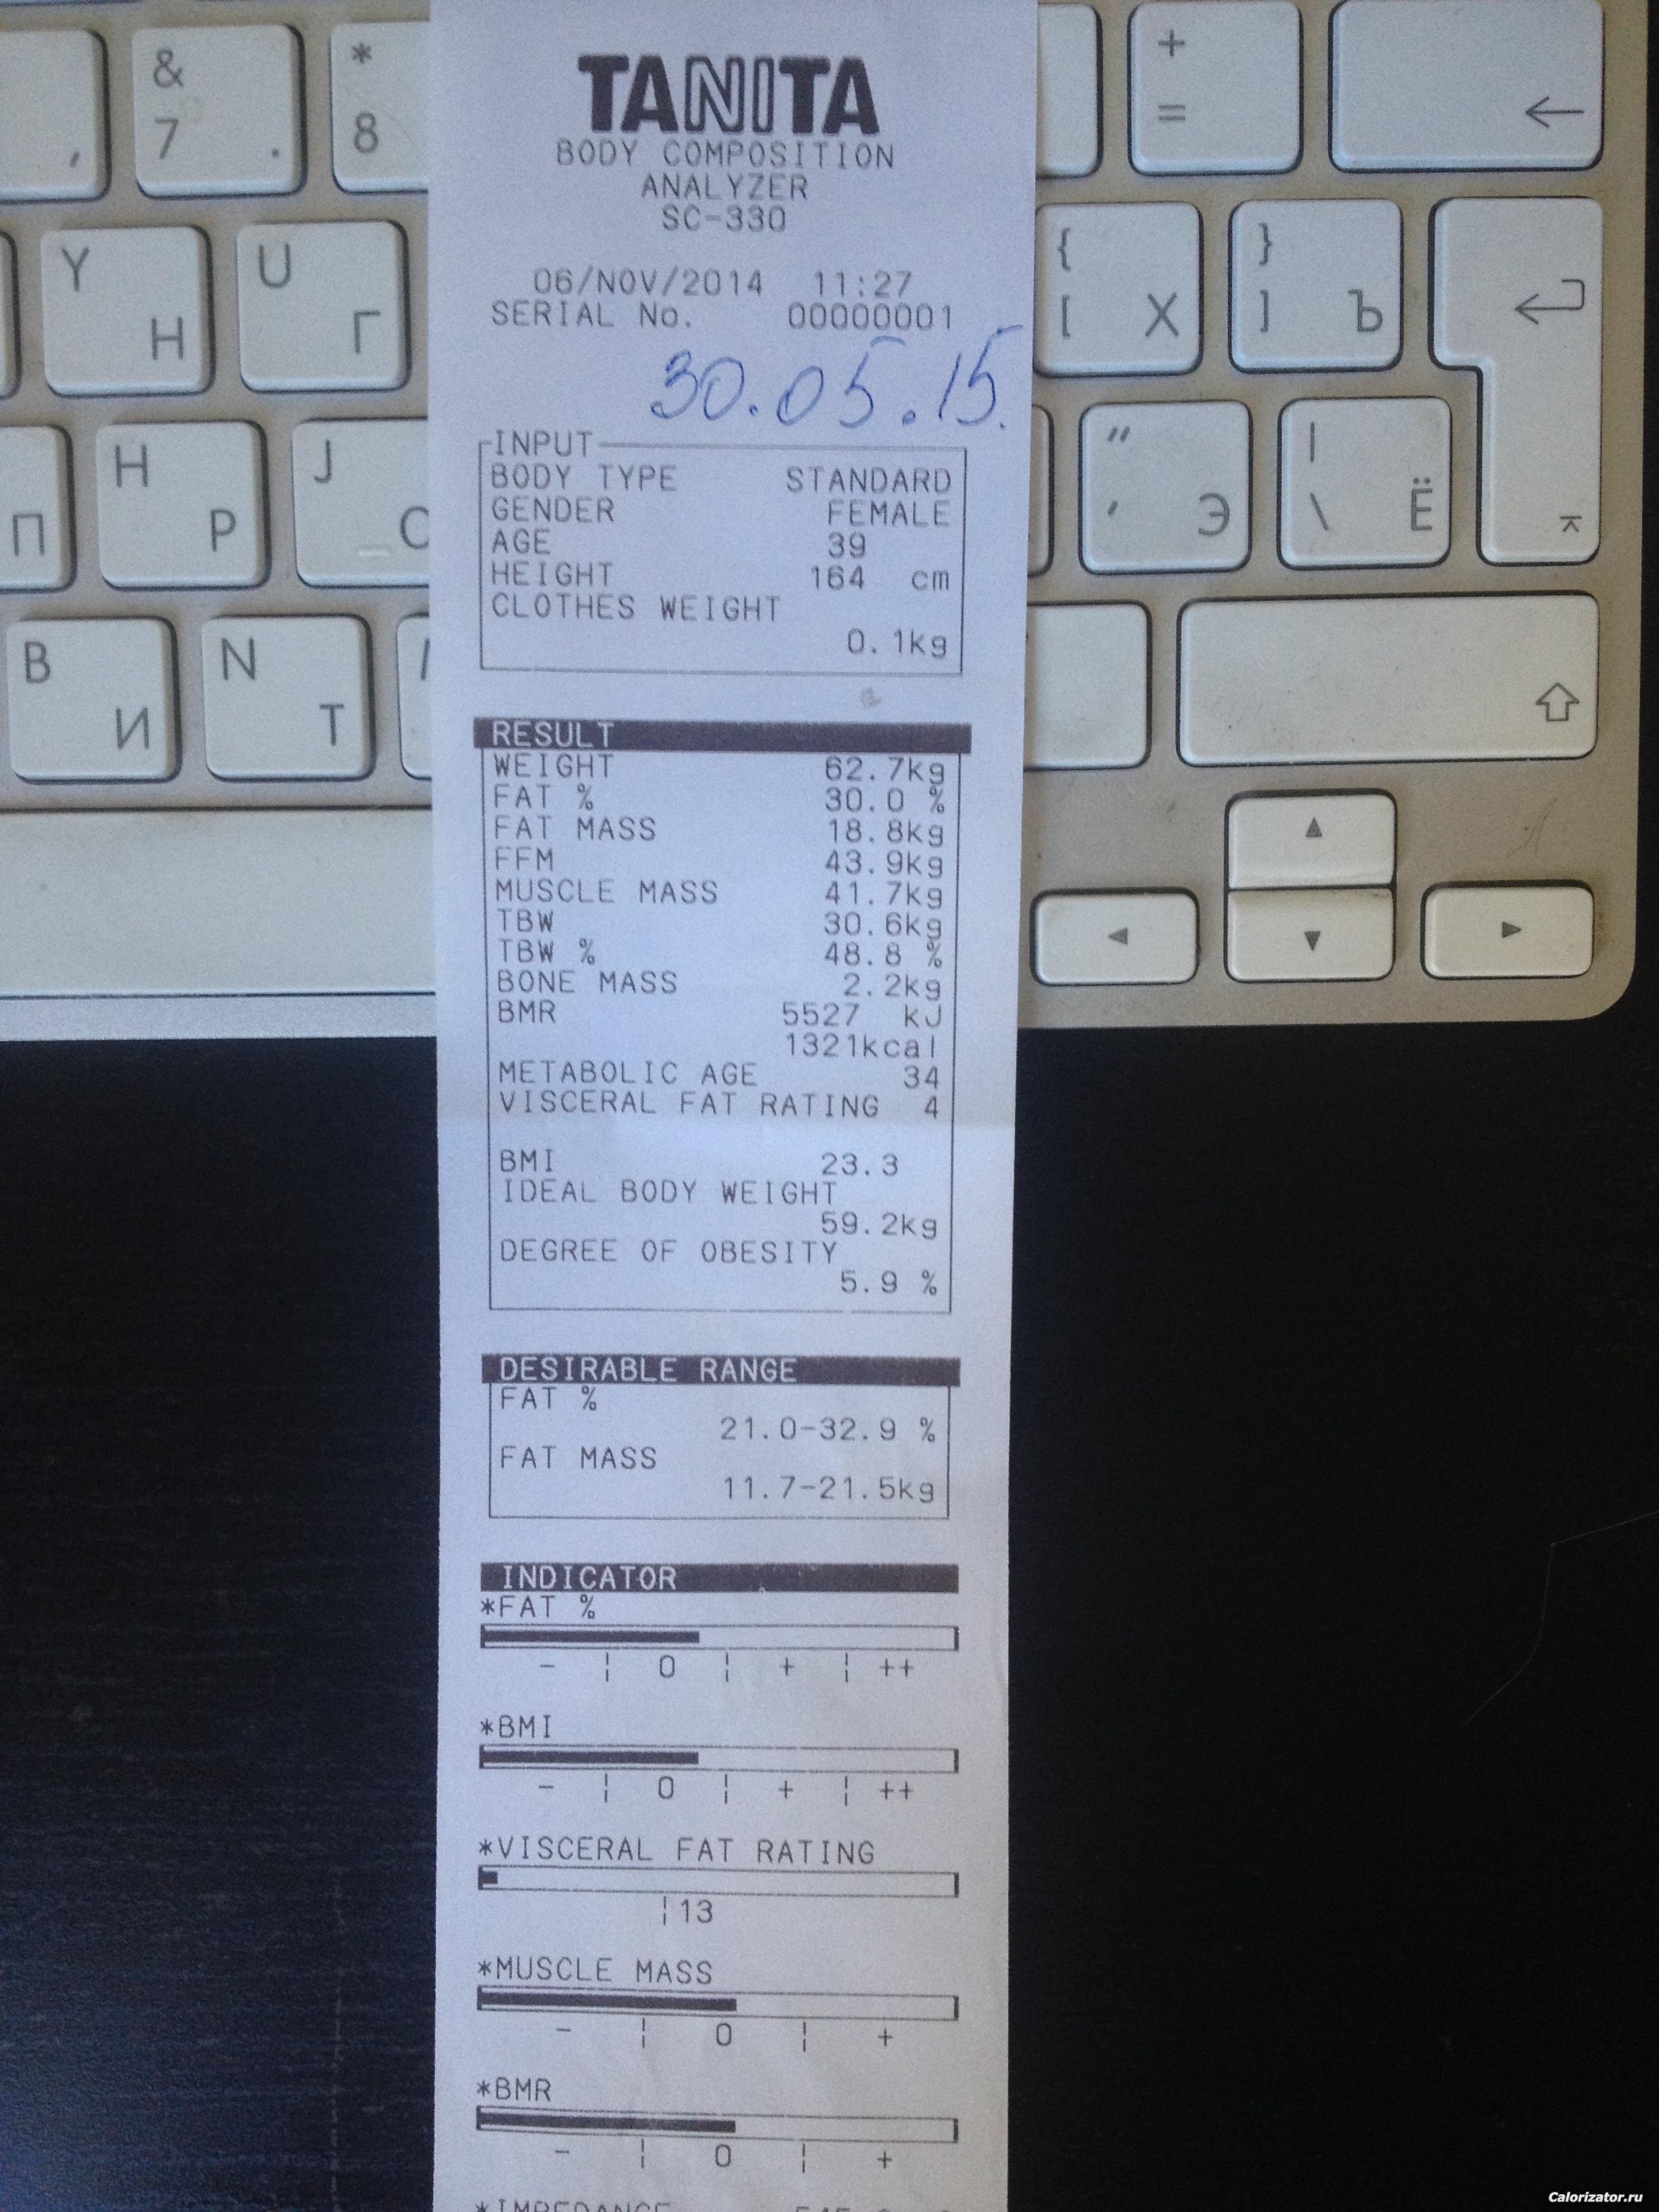 TANITA
BODY COMPOSITION
ANALYZER
SC-330
06/NOV/2014 11:27
SERIAL No. 00000001
30.05.15.
INPUT
BODY TYPE STANDARD
GENDER FEMALE
AGE 39
HEIGHT 164 cm
CLOTHES WEIGHT
0.1kg
RESULT
WEIGHT 62.7kg
FAT % 30.0 %
FAT MASS 18.8kg
FFM 43.9kg
MUSCLE MASS 41.7kg
TBW 30.6kg
TBW % 48.8 %
BONE MASS 2.2kg
BMR 5527 kJ
1321kcal
METABOLIC AGE 34
VISCERAL FAT RATING 4
BMI 23.3
IDEAL BODY WEIGHT
59.2kg
DEGREE OF OBESITY
5.9 %
DESIRABLE RANGE
FAT %
21.0-32.9 %
FAT MASS
11.7-21.5kg
INDICATOR
*FAT %
- ¦ 0 ¦ + ¦ ++
*BMI
- ¦ 0 ¦ + ¦ ++
*VISCERAL FAT RATING
¦13
*MUSCLE MASS
- ¦ 0 ¦ +
*BMR
- ¦ 0 ¦ +
*IMPEDANCE
& 7 .
* 8
+ =
Y Н
U Г
{ [ Х
} ] Ъ
П
H Р
J О
" ' Э
| \ Ё
B И
N Т
Calorizator.ru